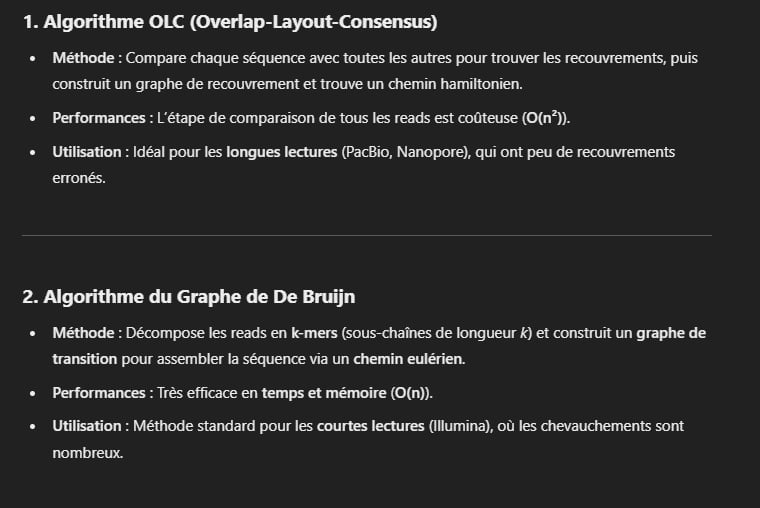 1. Algorithme OLC (Overlap-Layout-Consensus)
• Méthode : Compare chaque séquence avec toutes les autres pour trouver les recouvrements, puis
construit un graphe de recouvrement et trouve un chemin hamiltonien.
• Performances : L’étape de comparaison de tous les reads est coûteuse (O(n²)).
• Utilisation : Idéal pour les longues lectures (PacBio, Nanopore), qui ont peu de recouvrements
erronés.
2. Algorithme du Graphe de De Bruijn
• Méthode : Décompose les reads en k-mers (sous-chaînes de longueur k) et construit un graphe de
transition pour assembler la séquence via un chemin eulérien.
• Performances : Très efficace en temps et mémoire (O(n)).
• Utilisation : Méthode standard pour les courtes lectures (Illumina), où les chevauchements sont
nombreux.